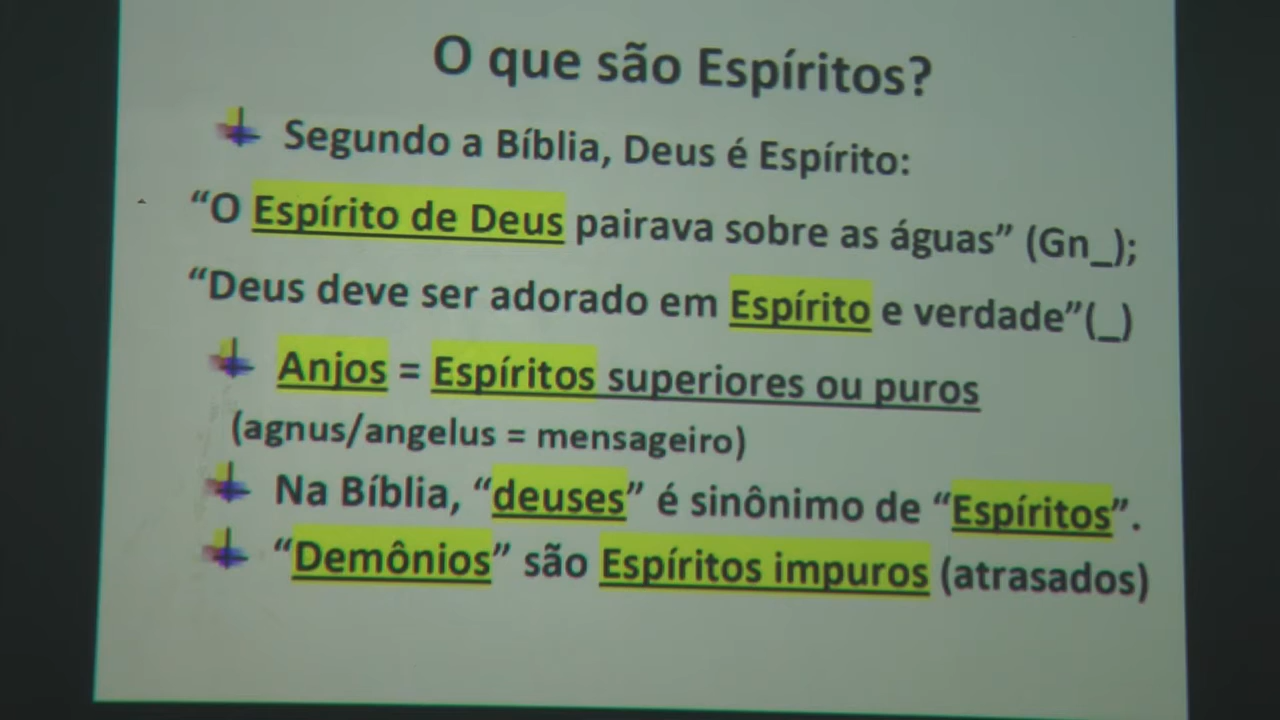 O que são Espíritos?
Segundo a Bíblia, Deus é Espírito:
“O Espírito de Deus pairava sobre as águas” (Gn_);
“Deus deve ser adorado em Espírito e verdade”(_)
Anjos = Espíritos superiores ou puros
(agnus/angelus = mensageiro)
Na Bíblia, “deuses” é sinônimo de “Espíritos”.
“Demônios” são Espíritos impuros (atrasados)